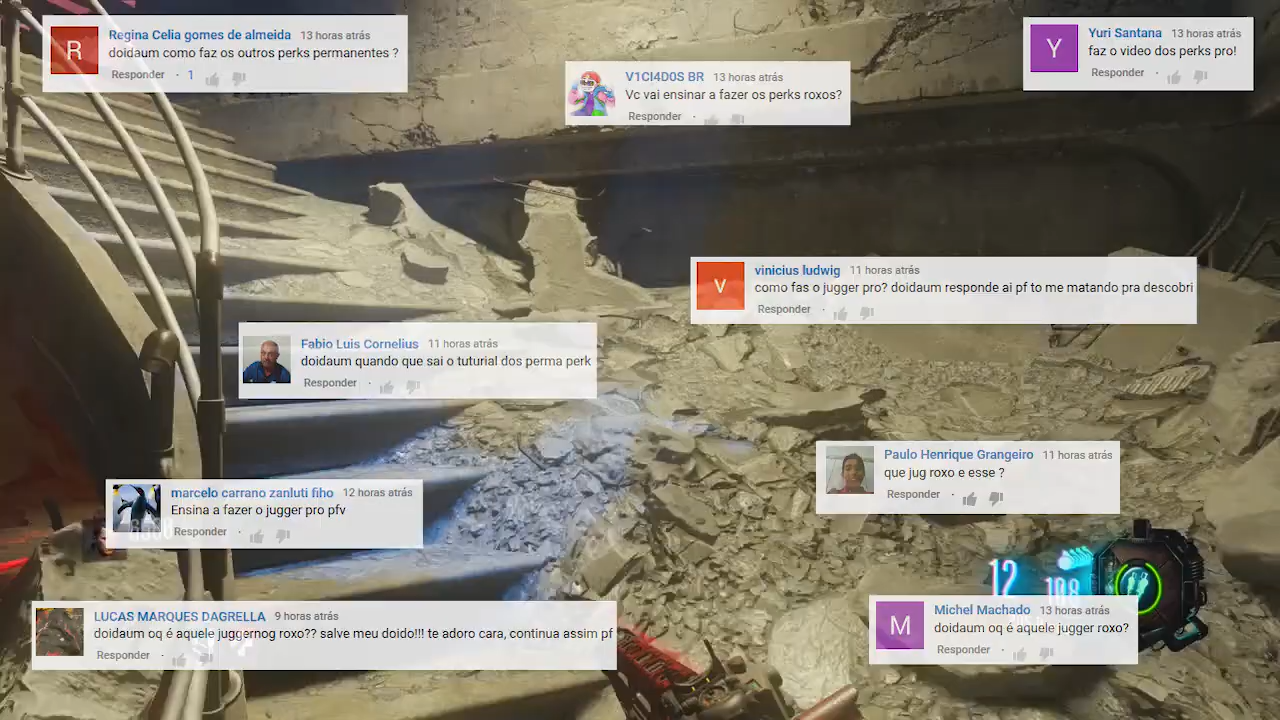 Regina Celia gomes de almeida 13 horas atrás
doidaum como faz os outros perks permanentes ?
Responder · 1
R
Yuri Santana 13 horas atrás
faz o video dos perks pro!
Responder ·
Y
V1CI4D0S BR 13 horas atrás
Vc vai ensinar a fazer os perks roxos?
Responder ·
vinicius ludwig 11 horas atrás
como fas o jugger pro? doidaum responde ai pf to me matando pra descobri
Responder ·
V
Fabio Luis Cornelius 11 horas atrás
doidaum quando que sai o tuturial dos perma perk
Responder ·
Paulo Henrique Grangeiro 11 horas atrás
que jug roxo e esse ?
Responder ·
marcelo carrano zanluti fiho 12 horas atrás
Ensina a fazer o jugger pro pfv
Responder ·
12
108
LUCAS MARQUES DAGRELLA 9 horas atrás
doidaum oq é aquele juggernog roxo?? salve meu doido!!! te adoro cara, continua assim pf
Responder ·
Michel Machado 13 horas atrás
doidaum oq é aquele jugger roxo?
Responder ·
M